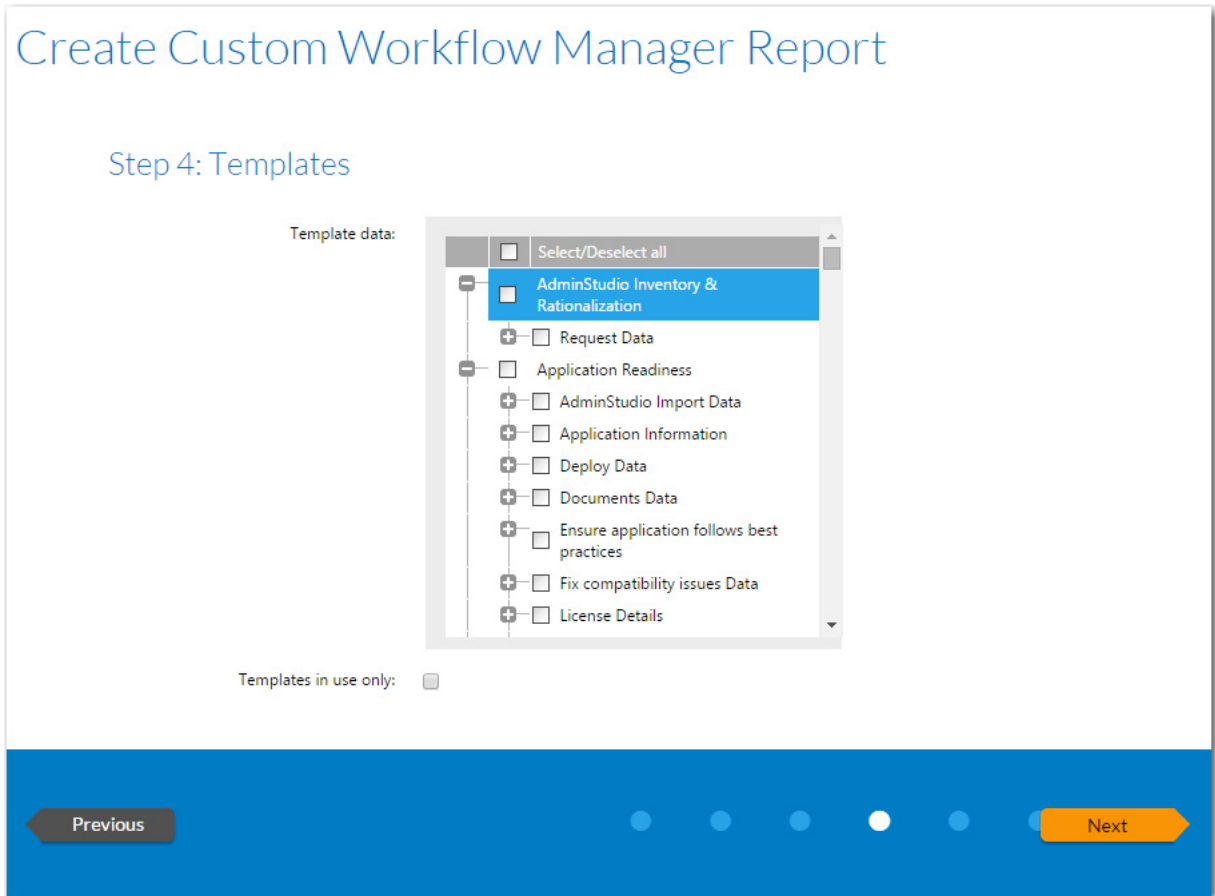 Create Custom Workflow Manager Report
Step 4: Templates
Template data:
Select/Deselect all
AdminStudio Inventory &
Rationalization
Request Data
Application Readiness
AdminStudio Import Data
Application Information
Deploy Data
Documents Data
Ensure application follows best
practices
Fix compatibility issues Data
License Details
Templates in use only:
Previous
Next